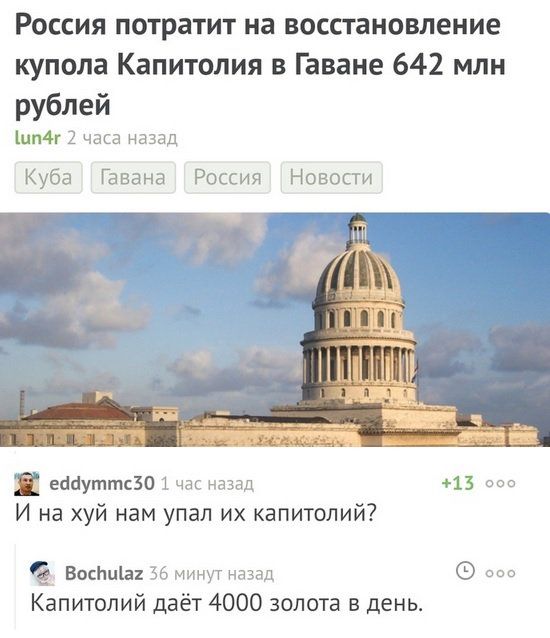 Россия потратит на восстановление
купола Капитолия в Гаване 642 млн
рублей
lun4r 2 часа назад
Куба Гавана Россия Новости
eddymmc30 1 час назад +13
И на хуй нам упал их капитолий?
Bochulaz 36 минут назад
Капитолий даёт 4000 золота в день.